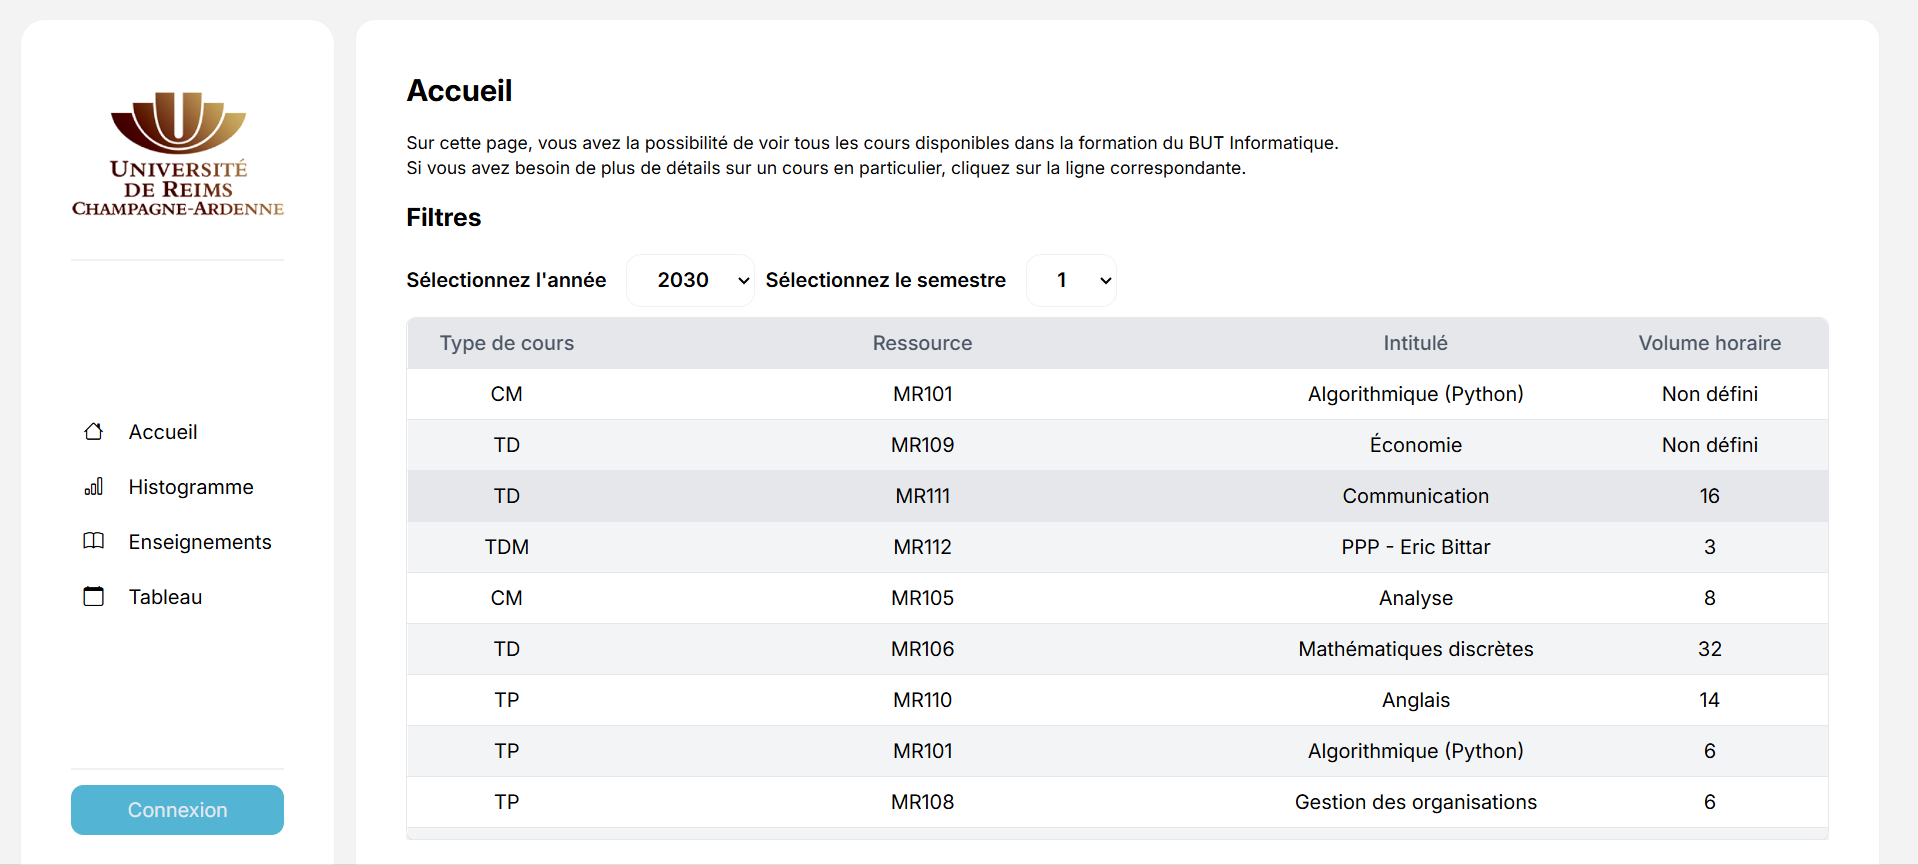 UNIVERSITÉ
DE REIMS
CHAMPAGNE-ARDENNE
Accueil
Histogramme
Enseignements
Tableau
Connexion
Accueil
Sur cette page, vous avez la possibilité de voir tous les cours disponibles dans la formation du BUT Informatique.
Si vous avez besoin de plus de détails sur un cours en particulier, cliquez sur la ligne correspondante.
Filtres
Sélectionnez l'année 2030 Sélectionnez le semestre 1
Type de cours Ressource Intitulé Volume horaire
CM MR101 Algorithmique (Python) Non défini
TD MR109 Économie Non défini
TD MR111 Communication 16
TDM MR112 PPP - Eric Bittar 3
CM MR105 Analyse 8
TD MR106 Mathématiques discrètes 32
TP MR110 Anglais 14
TP MR101 Algorithmique (Python) 6
TP MR108 Gestion des organisations 6